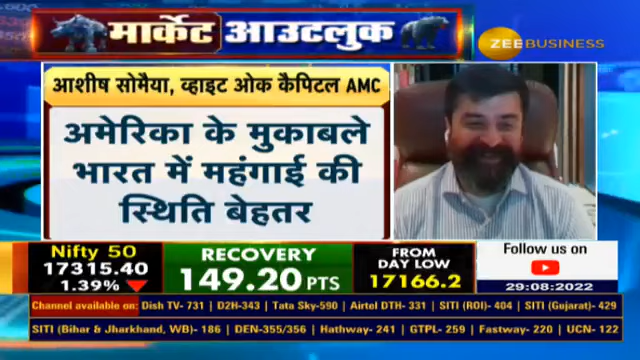 मार्केट आउटलुक
ZEE BUSINESS
आशीष सोमैया, व्हाइट ओक कैपिटल AMC
अमेरिका के मुकाबले
भारत में महंगाई की
स्थिति बेहतर
Nifty 50
17315.40
1.39%
RECOVERY
149.20 PTS
FROM
DAY LOW
17166.2
Follow us on
29:08:2022
Channel available on: Dish TV- 731 | D2H-343 | Tata Sky-590 | Airtel DTH- 331 | SITI (ROI)- 404 | SITI (Gujarat)- 429
SITI (Bihar & Jharkhand, WB)- 186 | DEN-355/356 | Hathway- 241 | GTPL- 259 | Fastway- 220 | UCN- 122